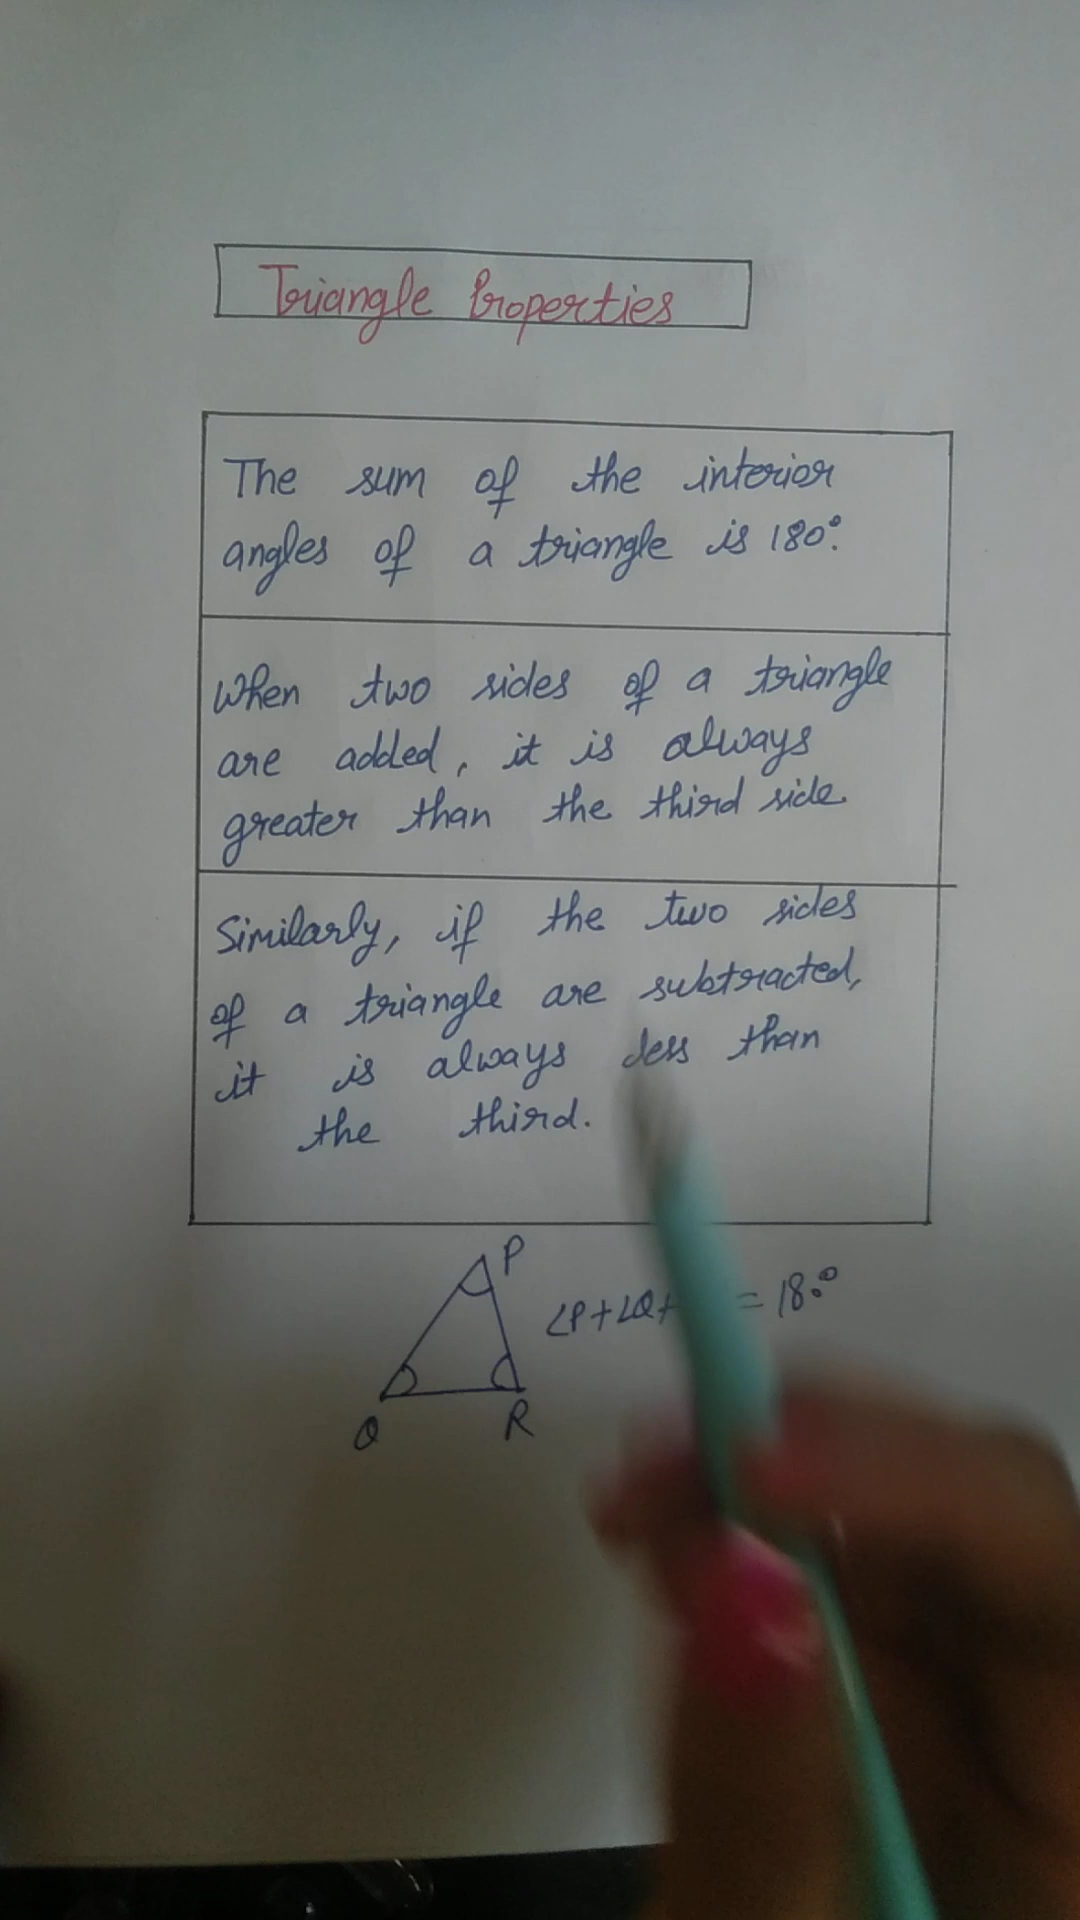 Triangle Properties
The sum of the interior
angles of a triangle is 180°.
When two sides of a triangle
are added, it is always
greater than the third side.
Similarly, if the two sides
of a triangle are subtracted,
it is always less than
the third.
P
∠P+∠Q+ = 180°
Q R